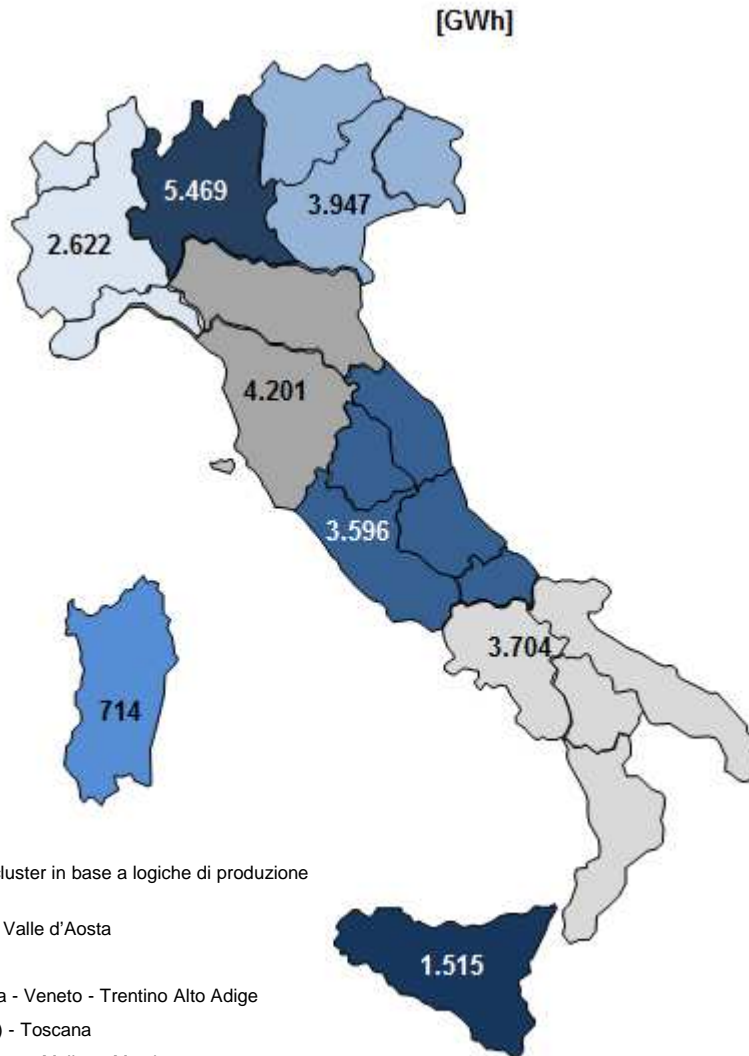 [GWh]
5.469
3.947
2.622
4.201
3.596
3.704
714
cluster in base a logiche di produzione
Valle d'Aosta
1.515
a - Veneto - Trentino Alto Adige
) - Toscana